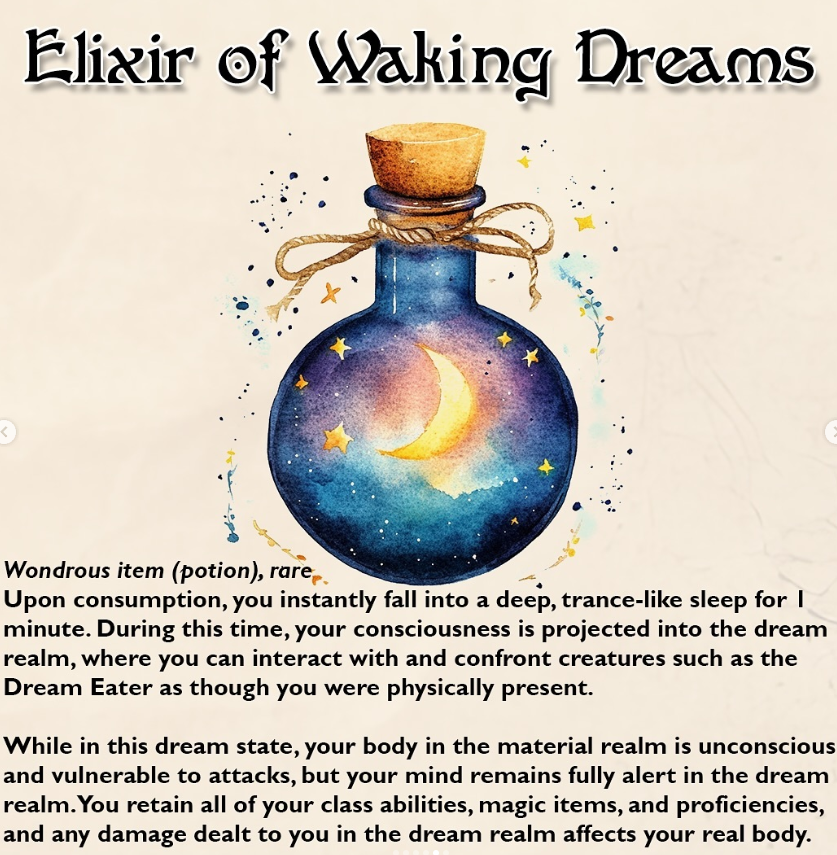 Elixir of Waking Dreams
Wondrous item (potion), rare
Upon consumption, you instantly fall into a deep, trance-like sleep for 1
minute. During this time, your consciousness is projected into the dream
realm, where you can interact with and confront creatures such as the
Dream Eater as though you were physically present.
While in this dream state, your body in the material realm is unconscious
and vulnerable to attacks, but your mind remains fully alert in the dream
realm. You retain all of your class abilities, magic items, and proficiencies,
and any damage dealt to you in the dream realm affects your real body.